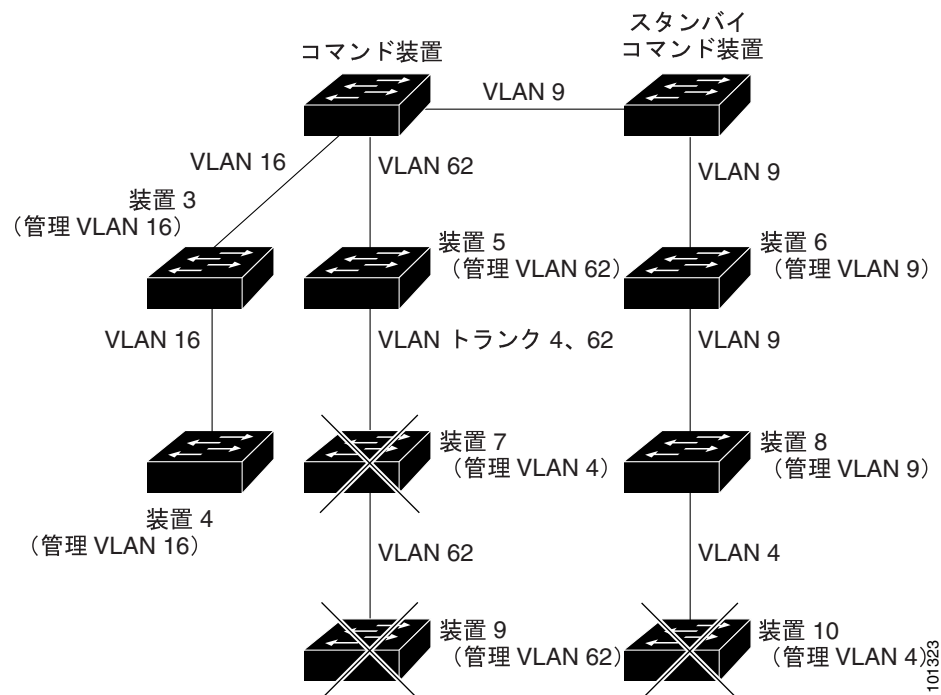 スタンバイ
コマンド装置
コマンド装置
VLAN 9
VLAN 16
VLAN 62
VLAN 9
装置 3
（管理 VLAN 16）
装置 5
（管理 VLAN 62）
装置 6
（管理 VLAN 9）
VLAN 16
VLAN トランク 4、62
VLAN 9
装置 7
（管理 VLAN 4）
装置 8
（管理 VLAN 9）
装置 4
（管理 VLAN 16）
VLAN 62
VLAN 4
装置 9
（管理 VLAN 62）
装置 10
（管理 VLAN 4）
101323